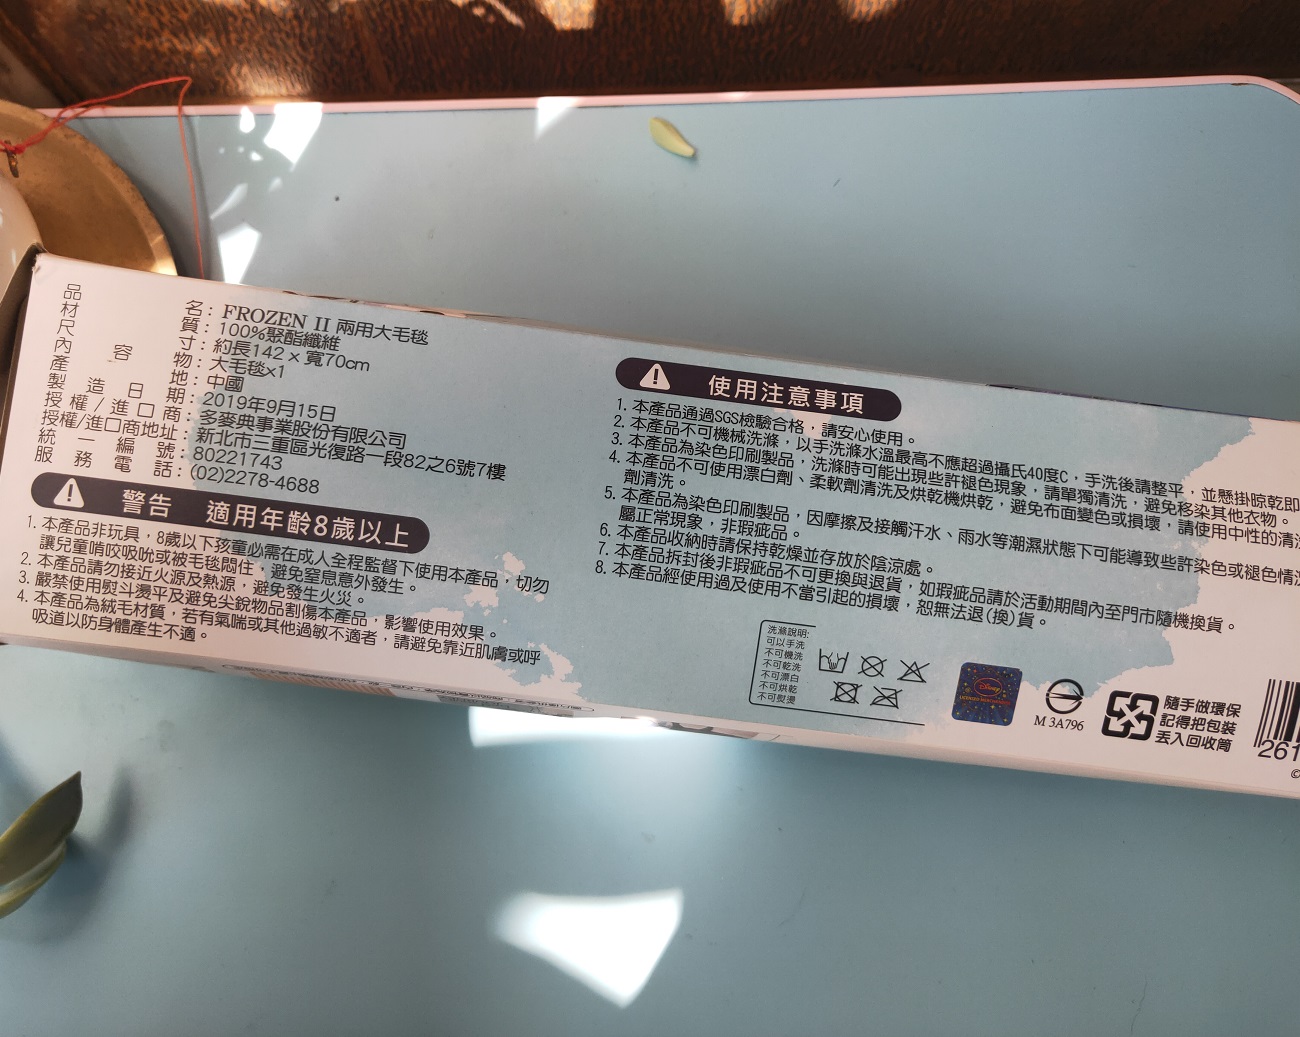 品　　　　名：FROZEN II 兩用大毛毯
材　　　　質：100%聚酯纖維
尺　　　　寸：約長142 x 寬70cm
內　容　物：大毛毯x1
產　　　　地：中國
製　造　日　期：2019年9月15日
授權/進口商：多麥典事業股份有限公司
授權/進口商地址：新北市三重區光復路一段82之6號7樓
統　一　編　號：80221743
服　務　電　話：(02)2278-4688
警告　適用年齡8歲以上
1. 本產品非玩具，8歲以下孩童必需在成人全程監督下使用本產品，切勿
讓兒童啃咬吸吮或被毛毯悶住，避免窒息意外發生。
2. 本產品請勿接近火源及熱源，避免發生火災。
3. 嚴禁使用熨斗燙平及避免尖銳物品割傷本產品，影響使用效果。
4. 本產品為絨毛材質，若有氣喘或其他過敏不適者，請避免靠近肌膚或呼
吸道以防身體產生不適。
使用注意事項
1. 本產品通過SGS檢驗合格，請安心使用。
2. 本產品不可機械洗滌，以手洗滌水溫最高不應超過攝氏40度C，手洗後請整平，並懸掛晾乾即
3. 本產品為染色印刷製品，洗滌時可能出現些許褪色現象，請單獨清洗，避免移染其他衣物。
4. 本產品不可使用漂白劑、柔軟劑清洗及烘乾機烘乾，避免布面變色或損壞，請使用中性的清
劑清洗。
5. 本產品為染色印刷製品，因摩擦及接觸汗水、雨水等潮濕狀態下可能導致些許染色或褪色情
屬正常現象，非瑕疵品。
6. 本產品收納時請保持乾燥並存放於陰涼處。
7. 本產品拆封後非瑕疵品不可更換與退貨，如瑕疵品請於活動期間內至門市隨機換貨。
8. 本產品經使用過及使用不當引起的損壞，恕無法退(換)貨。
洗滌說明:
可以手洗
不可機洗
不可乾洗
不可漂白
不可烘乾
不可熨燙
Disney
M 3A796
隨手做環保
記得把包裝
丟入回收筒
261
©